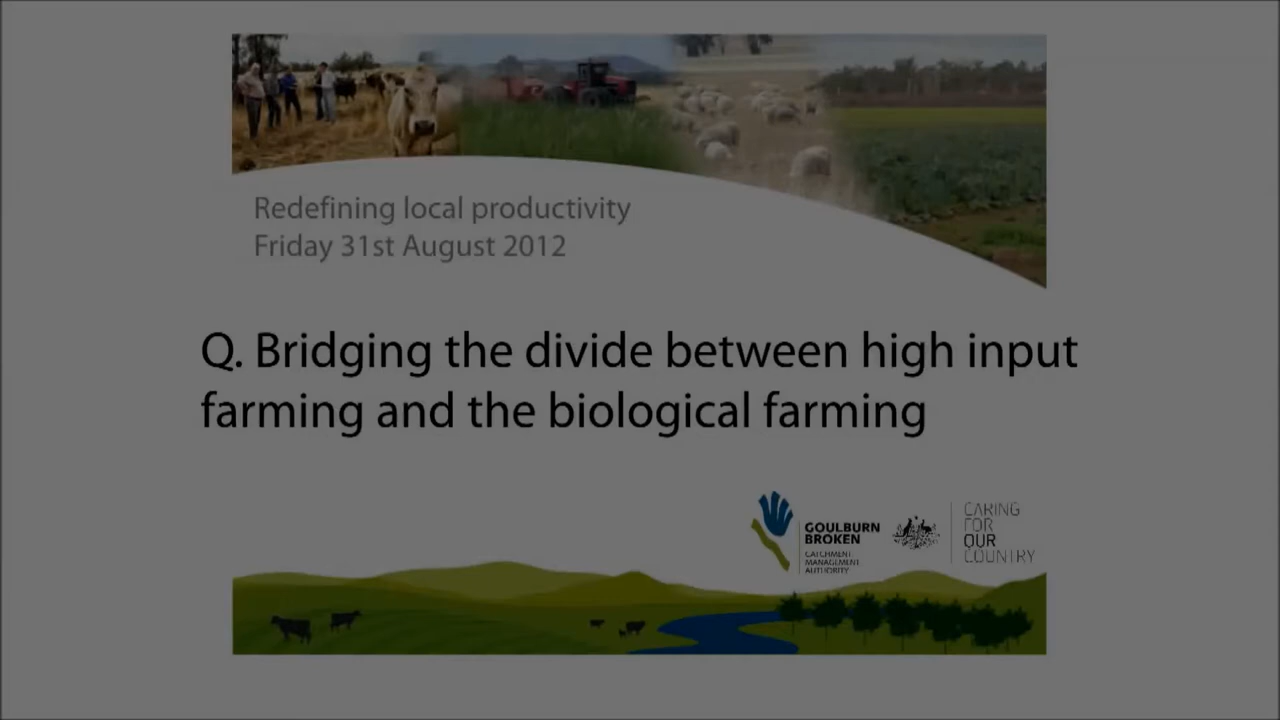 Redefining local productivity
Friday 31st August 2012
Q. Bridging the divide between high input
farming and the biological farming
GOULBURN
BROKEN
CATCHMENT
MANAGEMENT
AUTHORITY
CARING
FOR
OUR
COUNTRY